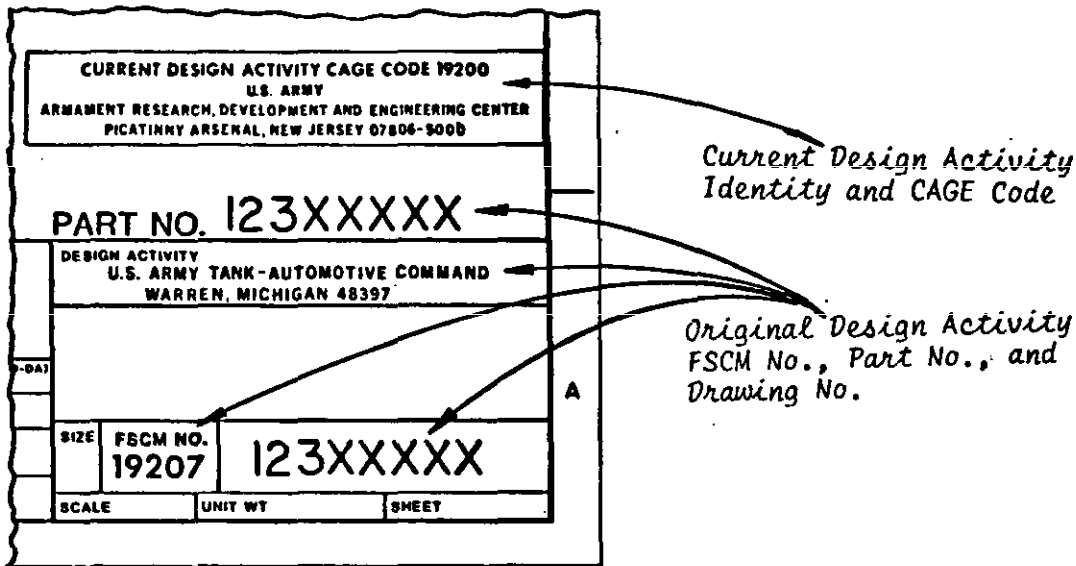 CURRENT DESIGN ACTIVITY CAGE CODE 19200
U.S. ARMY
ARMAMENT RESEARCH, DEVELOPMENT AND ENGINEERING CENTER
PICATINNY ARSENAL, NEW JERSEY 07806-5000
Current Design Activity
Identity and CAGE Code
PART NO. 123XXXXX
DESIGN ACTIVITY
U.S. ARMY TANK-AUTOMOTIVE COMMAND
WARREN, MICHIGAN 48397
Original Design Activity
FSCM No., Part No., and
Drawing No.
A
SIZE
FSCM NO.
19207
123XXXXX
SCALE
UNIT WT
SHEET